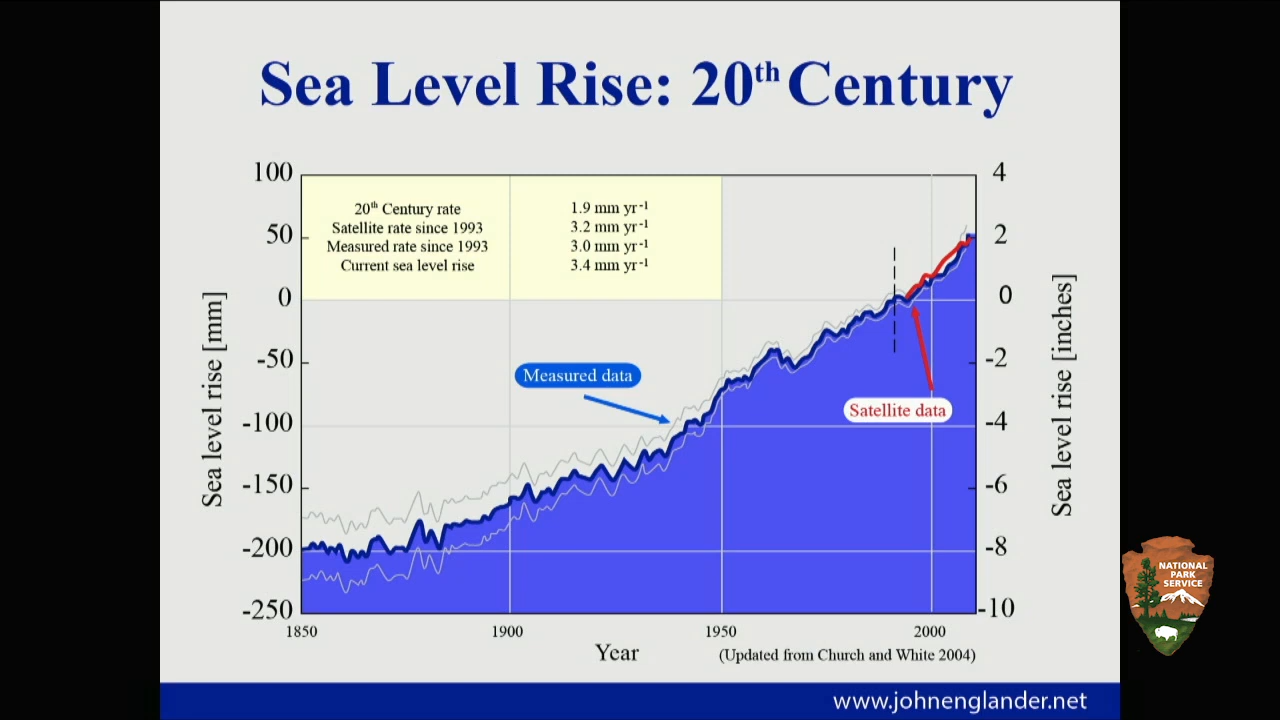 Sea Level Rise: 20th Century
100
50
0
-50
-100
-150
-200
-250
Sea level rise [mm]
4
2
0
-2
-4
-6
-8
-10
Sea level rise [inches]
20th Century rate 1.9 mm yr-1
Satellite rate since 1993 3.2 mm yr-1
Measured rate since 1993 3.0 mm yr-1
Current sea level rise 3.4 mm yr-1
Measured data
Satellite data
1850 1900 1950 2000
Year
(Updated from Church and White 2004)
NATIONAL
PARK
SERVICE
www.johnenglander.net